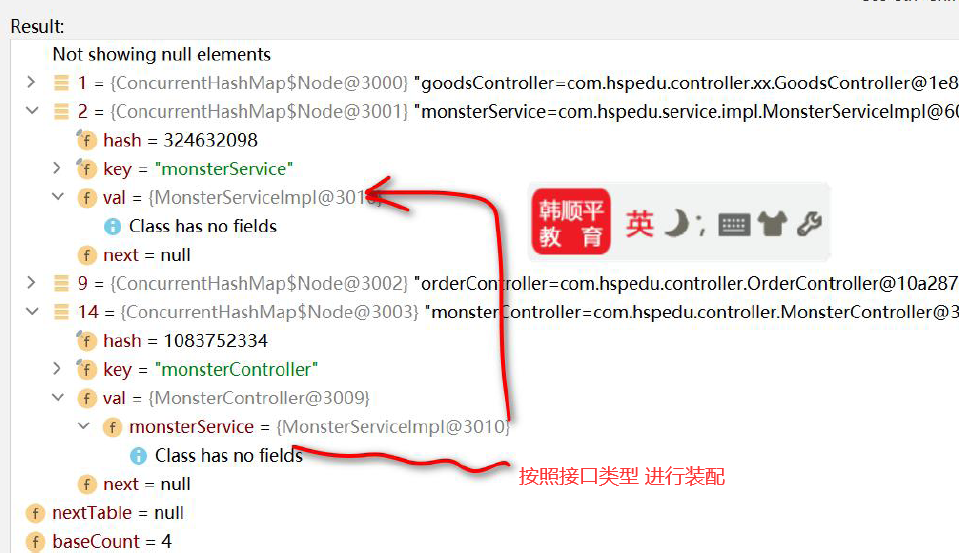 Result:
Not showing null elements
1 = {ConcurrentHashMap$Node@3000} "goodsController=com.hspedu.controller.xx.GoodsController@1e8
2 = {ConcurrentHashMap$Node@3001} "monsterService=com.hspedu.service.impl.MonsterServiceImpl@60
hash = 324632098
key = "monsterService"
val = {MonsterServiceImpl@3010}
Class has no fields
next = null
韩顺平
教 育
英
;
9 = {ConcurrentHashMap$Node@3002} "orderController=com.hspedu.controller.OrderController@10a287
14 = {ConcurrentHashMap$Node@3003} "monsterController=com.hspedu.controller.MonsterController@3
hash = 1083752334
key = "monsterController"
val = {MonsterController@3009}
monsterService = {MonsterServiceImpl@3010}
Class has no fields
按照接口类型 进行装配
next = null
nextTable = null
baseCount = 4